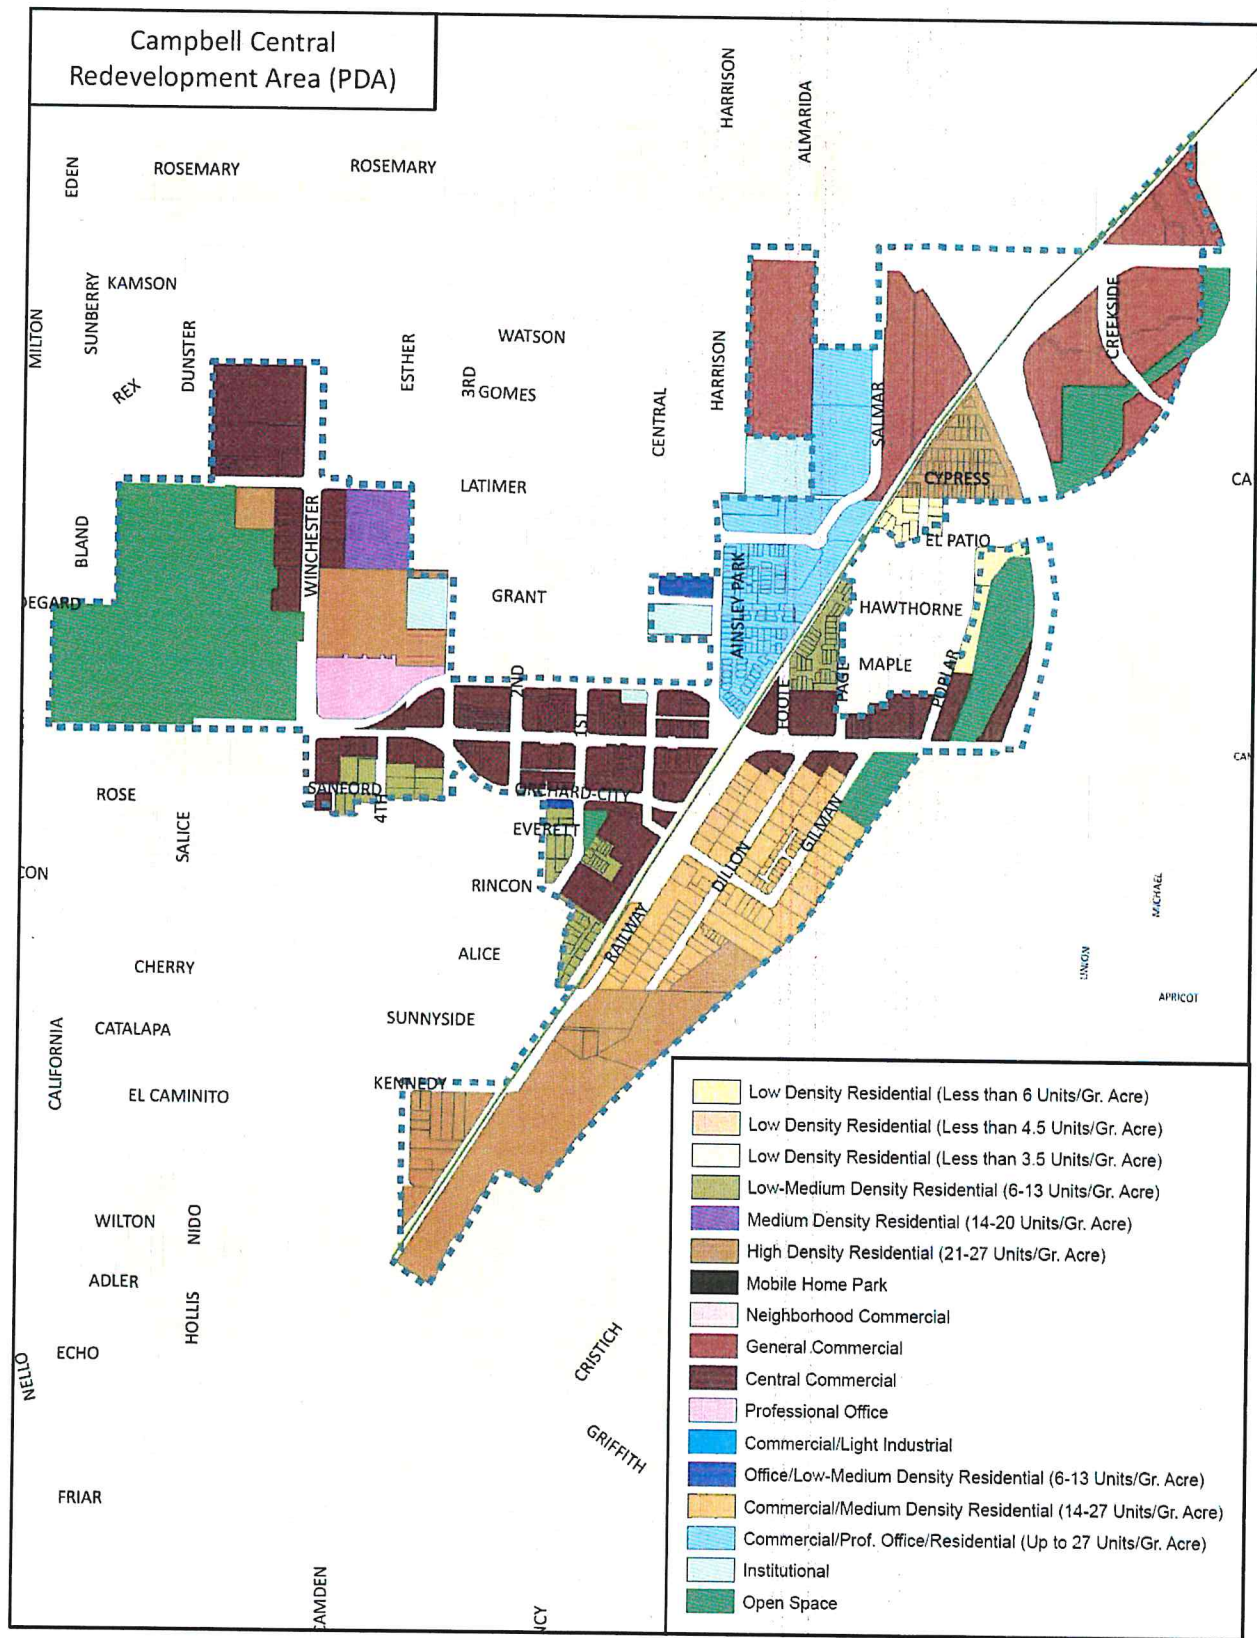 Campbell Central
Redevelopment Area (PDA)
HARRISON
ALMARIDA
EDEN
ROSEMARY
ROSEMARY
KAMSON
SUNBERRY
MILTON
DUNSTER
REX
ESTHER
WATSON
3RD
GOMES
CENTRAL
HARRISON
SALMAR
CREEKSIDE
CYPRESS
LATIMER
CA
BLAND
WINCHESTER
EL PATIO
DEGARD
GRANT
AINSLEY PARK
HAWTHORNE
MAPLE
2ND
1ST
FOOTE
PAGE
POPLAR
ROSE
SANFORD
4TH
ORCHARD-CITY
EVERETT
SALICE
GILMAN
DILLON
CON
RINCON
RAILWAY
MICHAEL
ALICE
UNION
CHERRY
APRICOT
SUNNYSIDE
CATALAPA
CALIFORNIA
KENNEDY
EL CAMINITO
WILTON
NIDO
ADLER
HOLLIS
ECHO
NELLO
CRISTICH
GRIFFITH
FRIAR
AMDEN
NCY
Low Density Residential (Less than 6 Units/Gr. Acre)
Low Density Residential (Less than 4.5 Units/Gr. Acre)
Low Density Residential (Less than 3.5 Units/Gr. Acre)
Low-Medium Density Residential (6-13 Units/Gr. Acre)
Medium Density Residential (14-20 Units/Gr. Acre)
High Density Residential (21-27 Units/Gr. Acre)
Mobile Home Park
Neighborhood Commercial
General Commercial
Central Commercial
Professional Office
Commercial/Light Industrial
Office/Low-Medium Density Residential (6-13 Units/Gr. Acre)
Commercial/Medium Density Residential (14-27 Units/Gr. Acre)
Commercial/Prof. Office/Residential (Up to 27 Units/Gr. Acre)
Institutional
Open Space